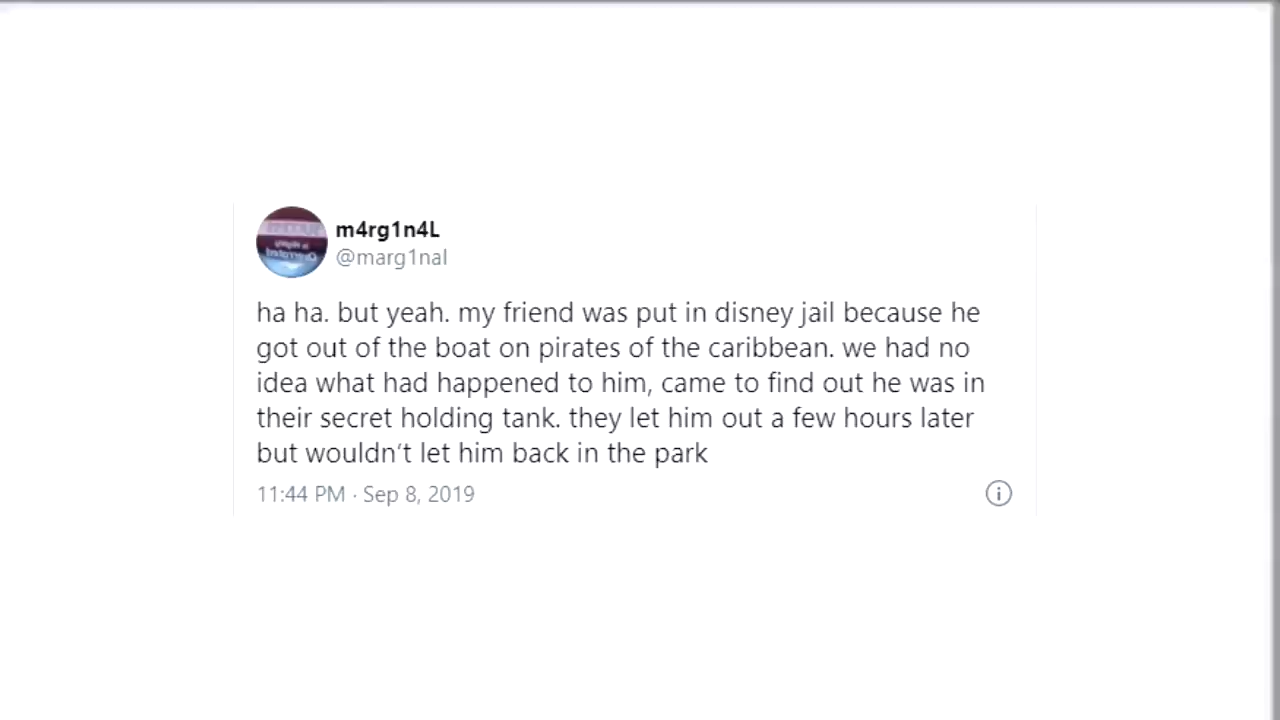 m4rg1n4L
@marg1nal
ha ha. but yeah. my friend was put in disney jail because he
got out of the boat on pirates of the caribbean. we had no
idea what had happened to him, came to find out he was in
their secret holding tank. they let him out a few hours later
but wouldn’t let him back in the park
11:44 PM · Sep 8, 2019